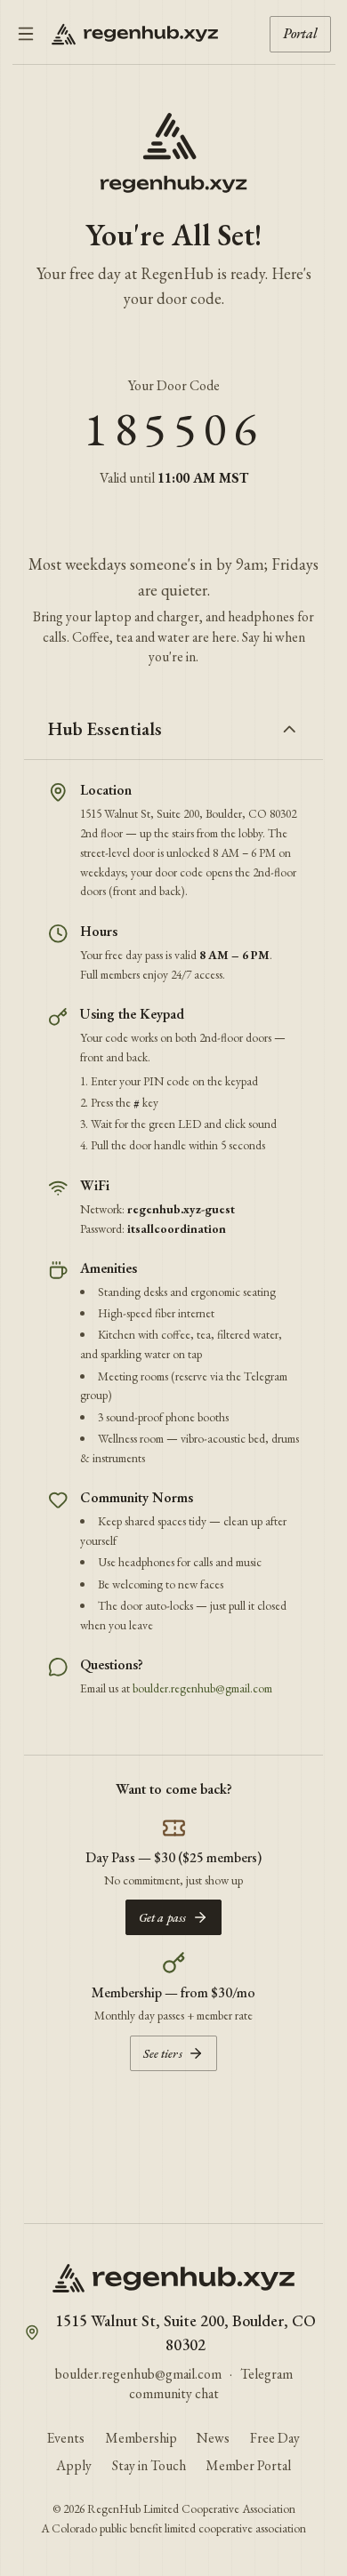 regenhub.xyz
Portal
regenhub.xyz
You're All Set!
Your free day at RegenHub is ready. Here's
your door code.
Your Door Code
185506
Valid until 11:00 AM MST
Most weekdays someone's in by 9am; Fridays
are quieter.
Bring your laptop and charger, and headphones for
calls. Coffee, tea and water are here. Say hi when
you're in.
Hub Essentials
Location
1515 Walnut St, Suite 200, Boulder, CO 80302
2nd floor — up the stairs from the lobby. The
street-level door is unlocked 8 AM – 6 PM on
weekdays; your door code opens the 2nd-floor
doors (front and back).
Hours
Your free day pass is valid 8 AM – 6 PM.
Full members enjoy 24/7 access.
Using the Keypad
Your code works on both 2nd-floor doors —
front and back.
1. Enter your PIN code on the keypad
2. Press the # key
3. Wait for the green LED and click sound
4. Pull the door handle within 5 seconds
WiFi
Network: regenhub.xyz-guest
Password: itsallcoordination
Amenities
• Standing desks and ergonomic seating
• High-speed fiber internet
• Kitchen with coffee, tea, filtered water,
and sparkling water on tap
• Meeting rooms (reserve via the Telegram
group)
• 3 sound-proof phone booths
• Wellness room — vibro-acoustic bed, drums
& instruments
Community Norms
• Keep shared spaces tidy — clean up after
yourself
• Use headphones for calls and music
• Be welcoming to new faces
• The door auto-locks — just pull it closed
when you leave
Questions?
Email us at boulder.regenhub@gmail.com
Want to come back?
Day Pass — $30 ($25 members)
No commitment, just show up
Get a pass →
Membership — from $30/mo
Monthly day passes + member rate
See tiers →
regenhub.xyz
1515 Walnut St, Suite 200, Boulder, CO
80302
boulder.regenhub@gmail.com · Telegram
community chat
Events Membership News Free Day
Apply Stay in Touch Member Portal
© 2026 RegenHub Limited Cooperative Association
A Colorado public benefit limited cooperative association